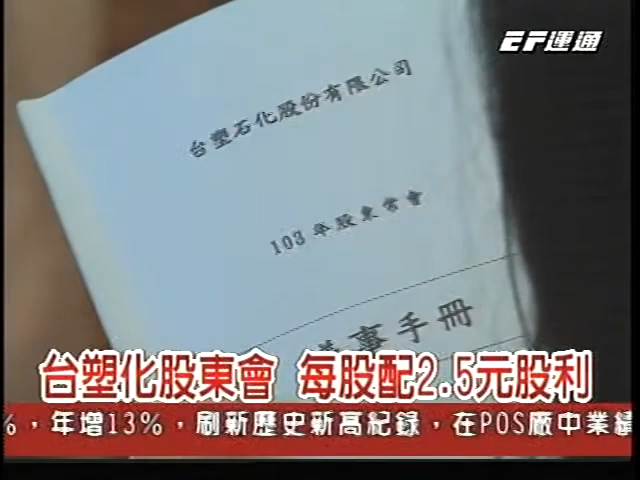 EF運通
台塑石化股份有限公司
103年股東常會
議事手冊
台塑化股東會 每股配2.5元股利
%，年增13%，刷新歷史新高紀錄，在POS廠中業績